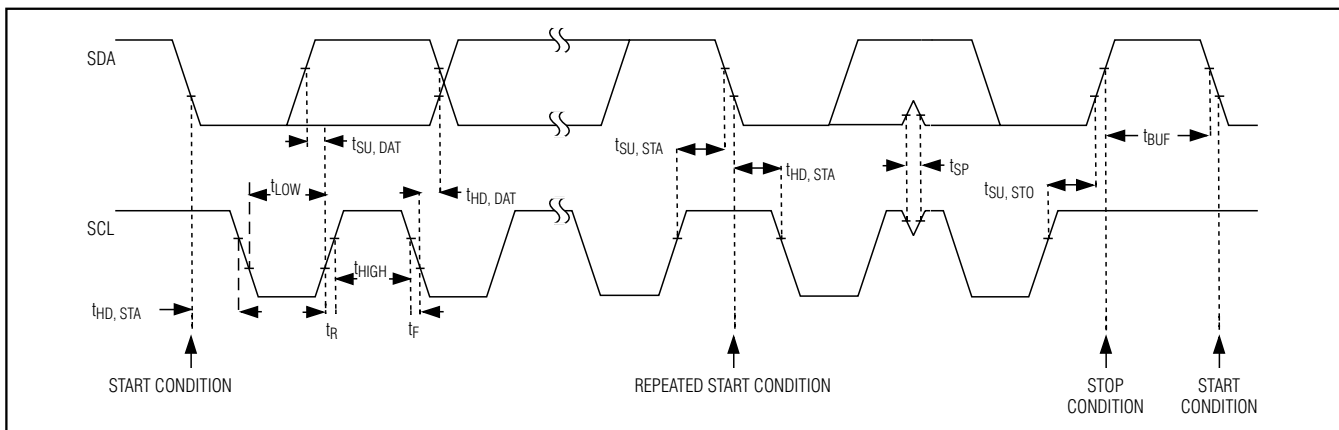 SDA
tSU, DAT
tSU, STA
tBUF
tLOW
tHD, DAT
tHD, STA
tSP
tSU, STO
SCL
tHIGH
tHD, STA
tR
tF
START CONDITION
REPEATED START CONDITION
STOP
CONDITION
START
CONDITION